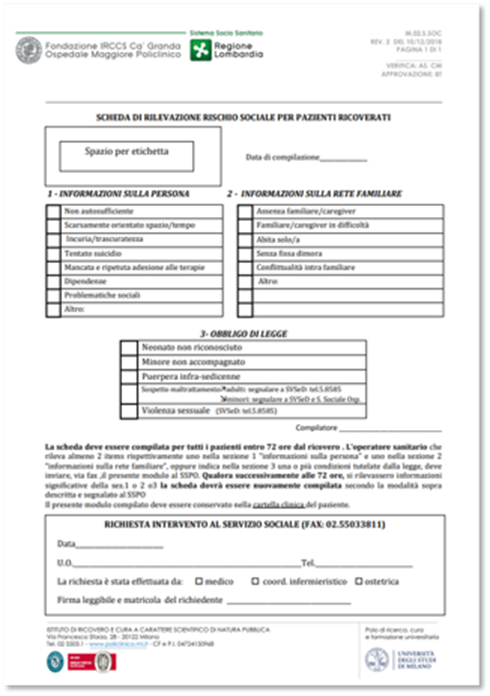 Fondazione IRCCS Ca' Granda
Ospedale Maggiore Policlinico
Sistema Socio Sanitario
Regione
Lombardia
M.02.S.SOC
REV. 2 DEL 10/12/2018
PAGINA 1 DI 1
VERIFICA: AS. CM
APPROVAZIONE: BT
SCHEDA DI RILEVAZIONE RISCHIO SOCIALE PER PAZIENTI RICOVERATI
Spazio per etichetta
Data di compilazione_______________
1 - INFORMAZIONI SULLA PERSONA
Non autosufficiente
Scarsamente orientato spazio/tempo
Incuria/trascuratezza
Tentato suicidio
Mancata e ripetuta adesione alle terapie
Dipendenze
Problematiche sociali
Altro:
2 - INFORMAZIONI SULLA RETE FAMILIARE
Assenza familiare/caregiver
Familiare/caregiver in difficoltà
Abita solo/a
Senza fissa dimora
Conflittualità intra familiare
Altro:
3- OBBLIGO DI LEGGE
Neonato non riconosciuto
Minore non accompagnato
Puerpera infra-sedicenne
Sospetto maltrattamento adulti: segnalare a SVSeD: tel.5.8585
minori: segnalare a SVSeD e S. Sociale Osp.
Violenza sessuale (SVSeD: tel.5.8585)
Compilatore ______________________________
La scheda deve essere compilata per tutti i pazienti entro 72 ore dal ricovero . L'operatore sanitario che
rileva almeno 2 items rispettivamente uno nella sezione 1 "informazioni sulla persona" e uno nella sezione 2
"informazioni sulla rete familiare", oppure indica nella sezione 3 una o più condizioni tutelate dalla legge, deve
inviare, via fax ,il presente modulo al SSPO. Qualora successivamente alle 72 ore, si rilevassero informazioni
significative della sez.1 o 2 o3 la scheda dovrà essere nuovamente compilata secondo la modalità sopra
descritta e segnalato al SSPO
Il presente modulo compilato deve essere conservato nella cartella clinica del paziente.
RICHIESTA INTERVENTO AL SERVIZIO SOCIALE (FAX: 02.55033811)
Data______________________
U.O.__________________________________________________________Tel.________________________
La richiesta è stata effettuata da: medico coord. infermieristico ostetrica
Firma leggibile e matricola del richiedente ______________________________________
ISTITUTO DI RICOVERO E CURA A CARATTERE SCIENTIFICO DI NATURA PUBBLICA
Via Francesco Sforza, 28 - 20122 Milano
Tel. 02 5503.1 - www.policlinico.mi.it - CF e P.I. 04724150968
Polo di ricerca, cura
e formazione universitaria
UNIVERSITÀ
DEGLI STUDI
DI MILANO